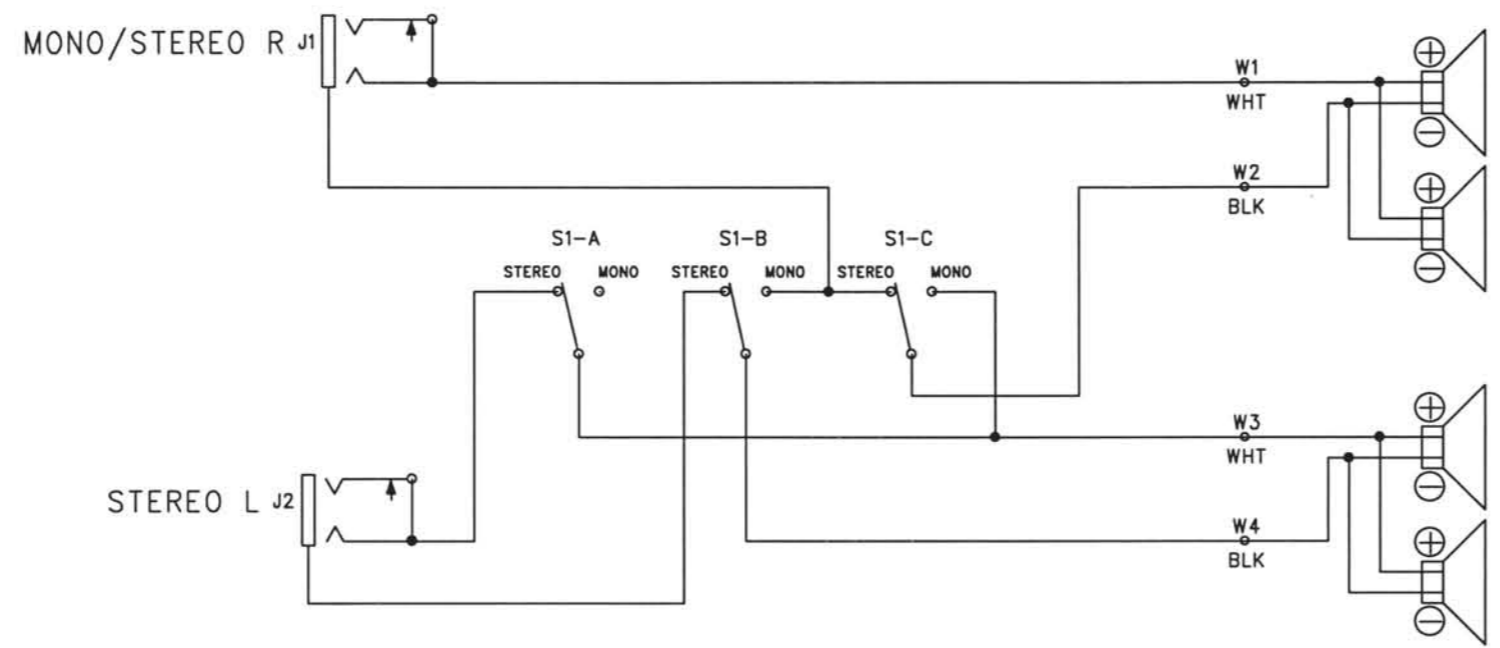 MONO/STEREO R J1
W1
WHT
W2
BLK
S1-A S1-B S1-C
STEREO MONO STEREO MONO STEREO MONO
W3
WHT
STEREO L J2
W4
BLK